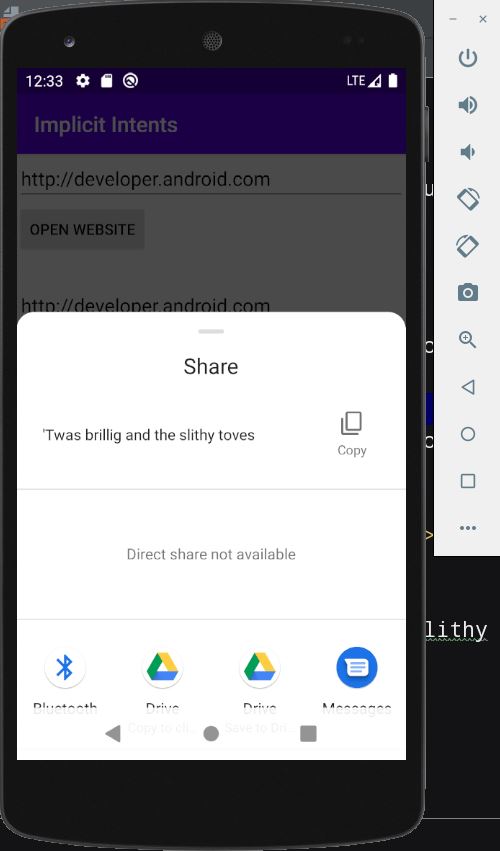 12:33
LTE
Implicit Intents
http://developer.android.com
OPEN WEBSITE
http://developer.android.com
Share
'Twas brillig and the slithy toves
Copy
Direct share not available
Bluetooth Drive Drive Messages
Copy to cli... Save to Dri...
lithy